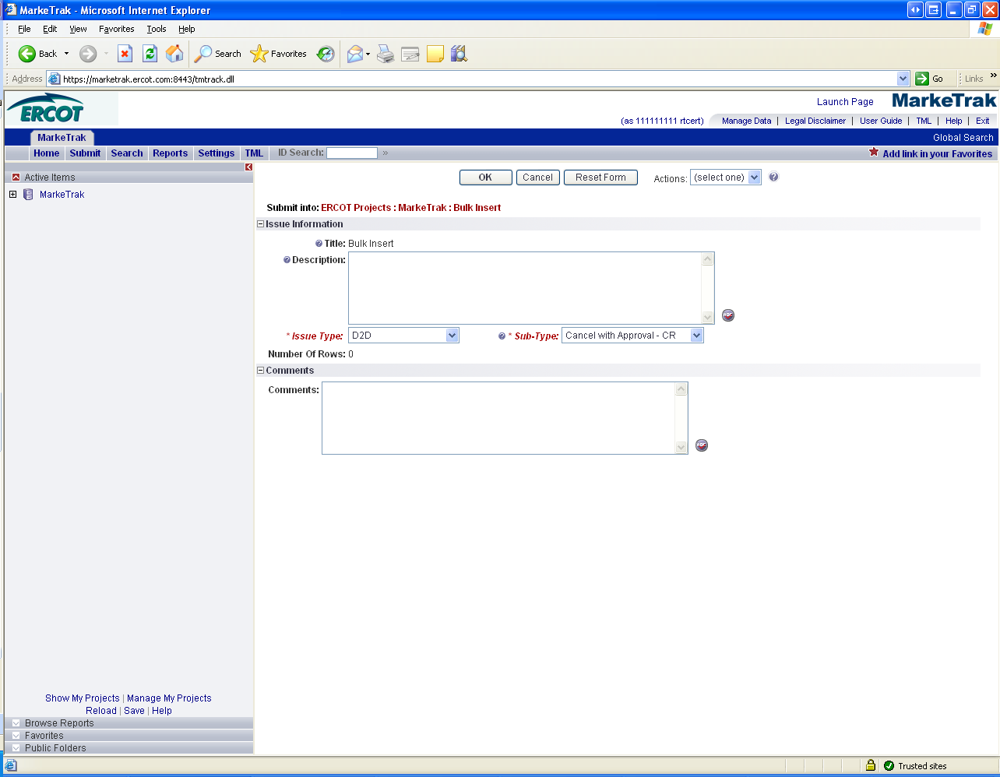 MarkeTrak - Microsoft Internet Explorer
File Edit View Favorites Tools Help
Back Search Favorites
Address https://marketrak.ercot.com:8443/tmtrack.dll Go Links »
ERCOT Launch Page MarkeTrak
(as 111111111 rtcert) Manage Data | Legal Disclaimer | User Guide | TML | Help | Exit
MarkeTrak Global Search
Home Submit Search Reports Settings TML ID Search: » Add link in your Favorites
Active Items
MarkeTrak
OK Cancel Reset Form Actions: (select one)
Submit into: ERCOT Projects : MarkeTrak : Bulk Insert
Issue Information
Title: Bulk Insert
Description:
ABC
* Issue Type: D2D * Sub-Type: Cancel with Approval - CR
Number Of Rows: 0
Comments
Comments:
ABC
Show My Projects | Manage My Projects
Reload | Save | Help
Browse Reports
Favorites
Public Folders
Trusted sites